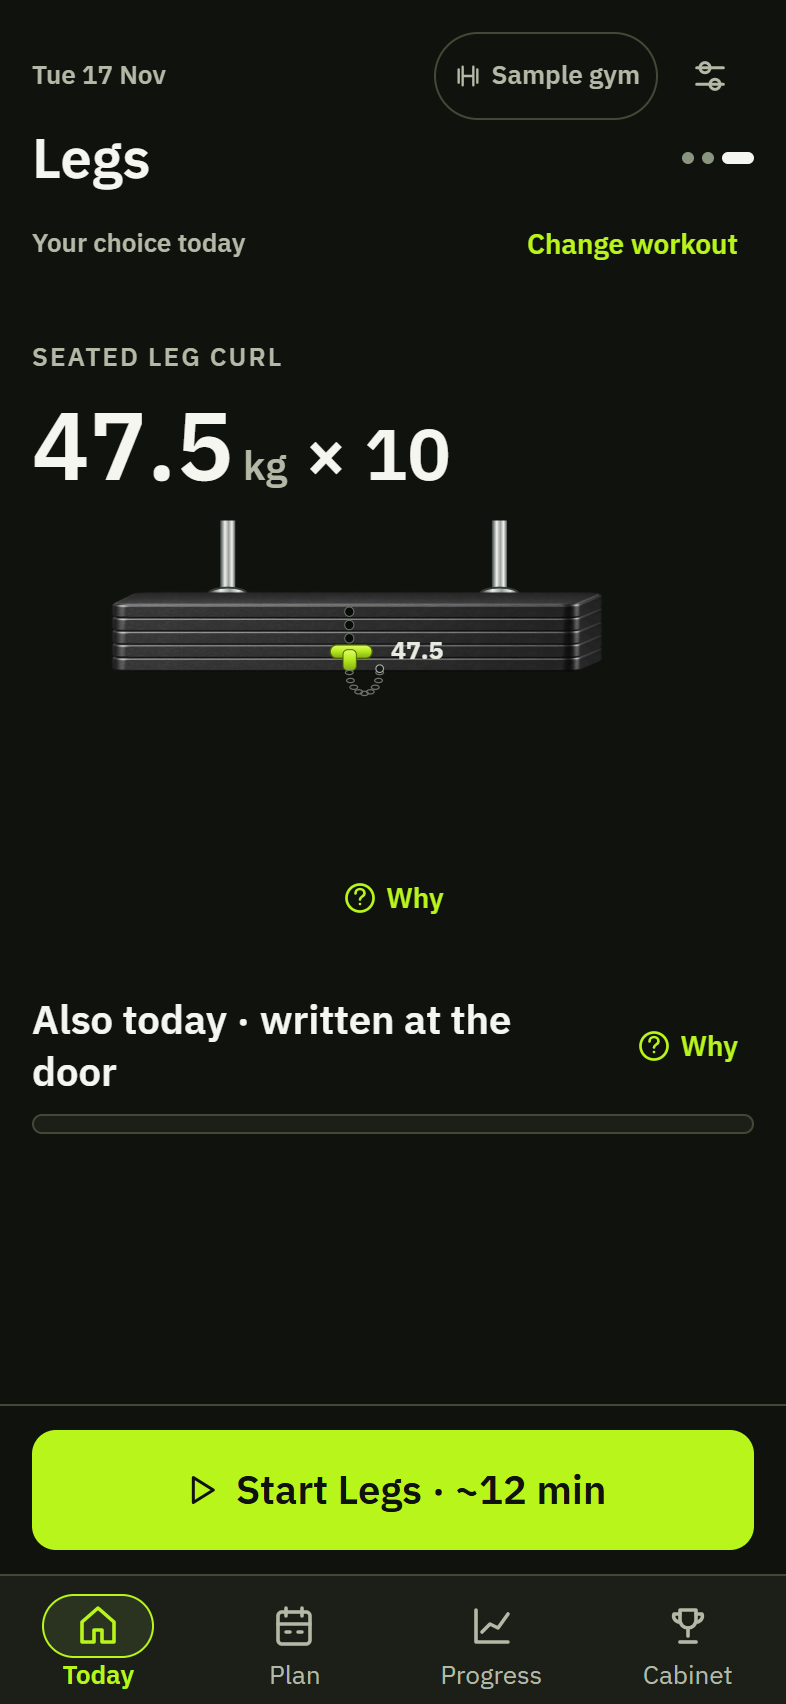 Tue 17 Nov
Sample gym
Legs
Your choice today
Change workout
SEATED LEG CURL
47.5 kg × 10
47.5
Why
Also today · written at the
door
Why
Start Legs · ~12 min
Today
Plan
Progress
Cabinet